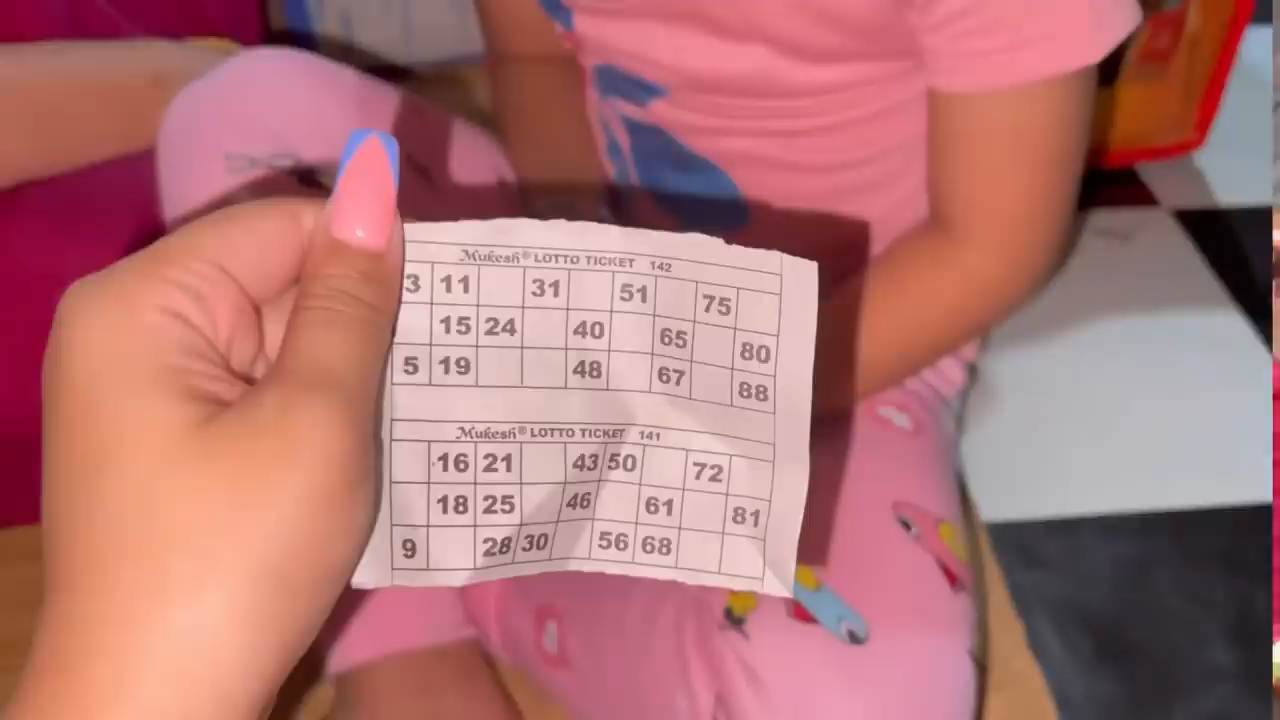 Mukesh® LOTTO TICKET 142
3 11 31 51 75
15 24 40 65 80
5 19 48 67 88
Mukesh® LOTTO TICKET 141
16 21 43 50 72
18 25 46 61 81
9 28 30 56 68